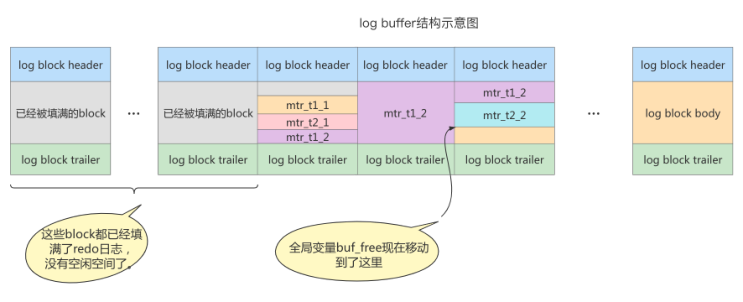 log buffer结构示意图
log block header
log block header
log block header
log block header
log block header
log block header
已经被填满的block
...
已经被填满的block
mtr_t1_1
mtr_t2_1
mtr_t1_2
mtr_t1_2
mtr_t1_2
mtr_t2_2
...
log block body
log block trailer
log block trailer
log block trailer
log block trailer
log block trailer
log block trailer
这些block都已经填
满了redo日志，
没有空闲空间了。
全局变量buf_free现在移动
到了这里